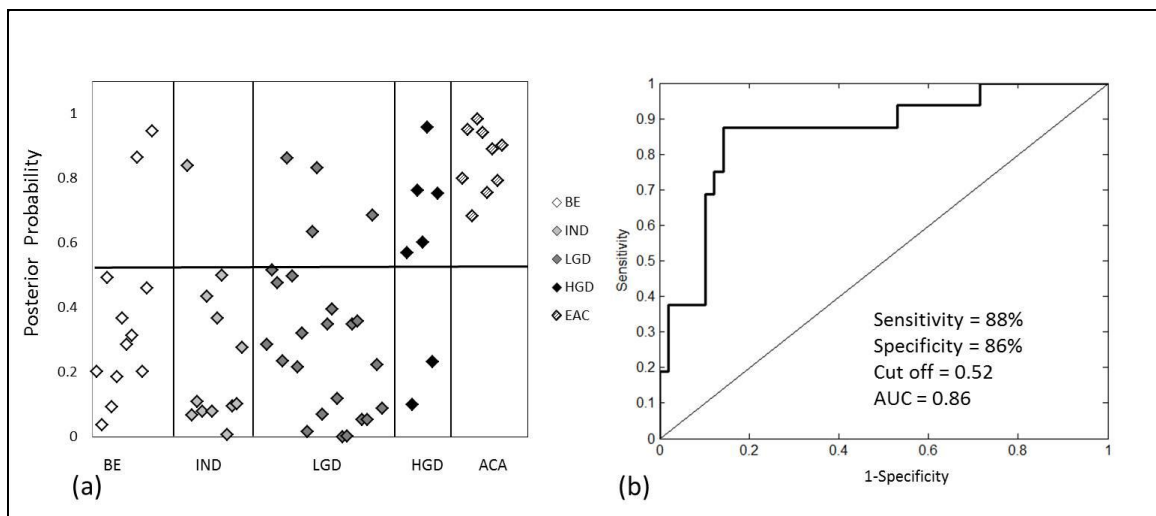 Posterior Probability
1
0.8
0.6
0.4
0.2
0
BE IND LGD HGD ACA
(a)
BE
IND
LGD
HGD
EAC
Sensitivity
1
0.9
0.8
0.7
0.6
0.5
0.4
0.3
0.2
0.1
0
0 0.2 0.4 0.6 0.8 1
1-Specificity
Sensitivity = 88%
Specificity = 86%
Cut off = 0.52
AUC = 0.86
(b)